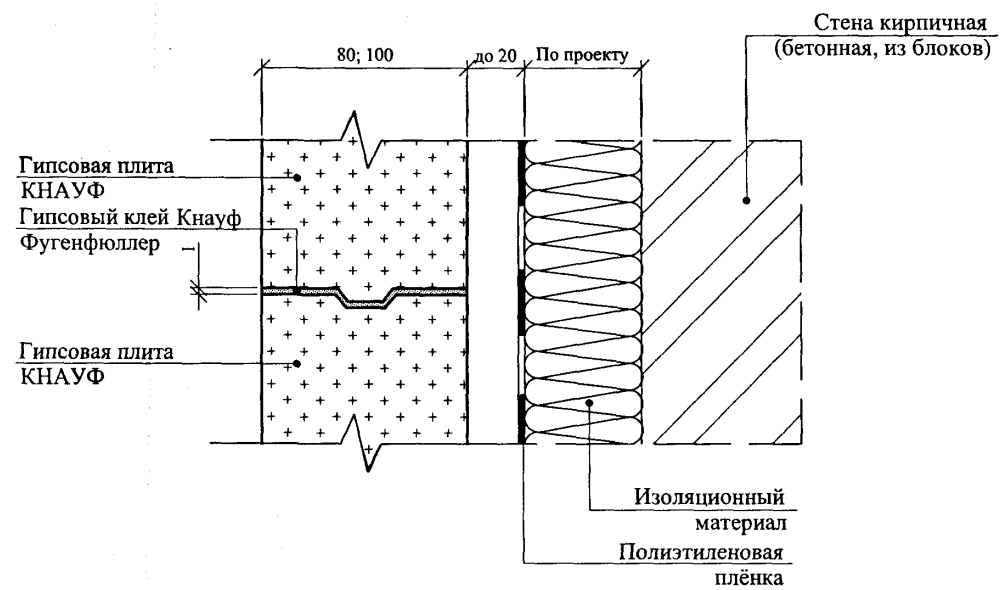 Стена кирпичная
(бетонная, из блоков)
80; 100
до 20
По проекту
Гипсовая плита
КНАУФ
Гипсовый клей Кнауф
Фугенфюллер
1
Гипсовая плита
КНАУФ
Изоляционный
материал
Полиэтиленовая
плёнка